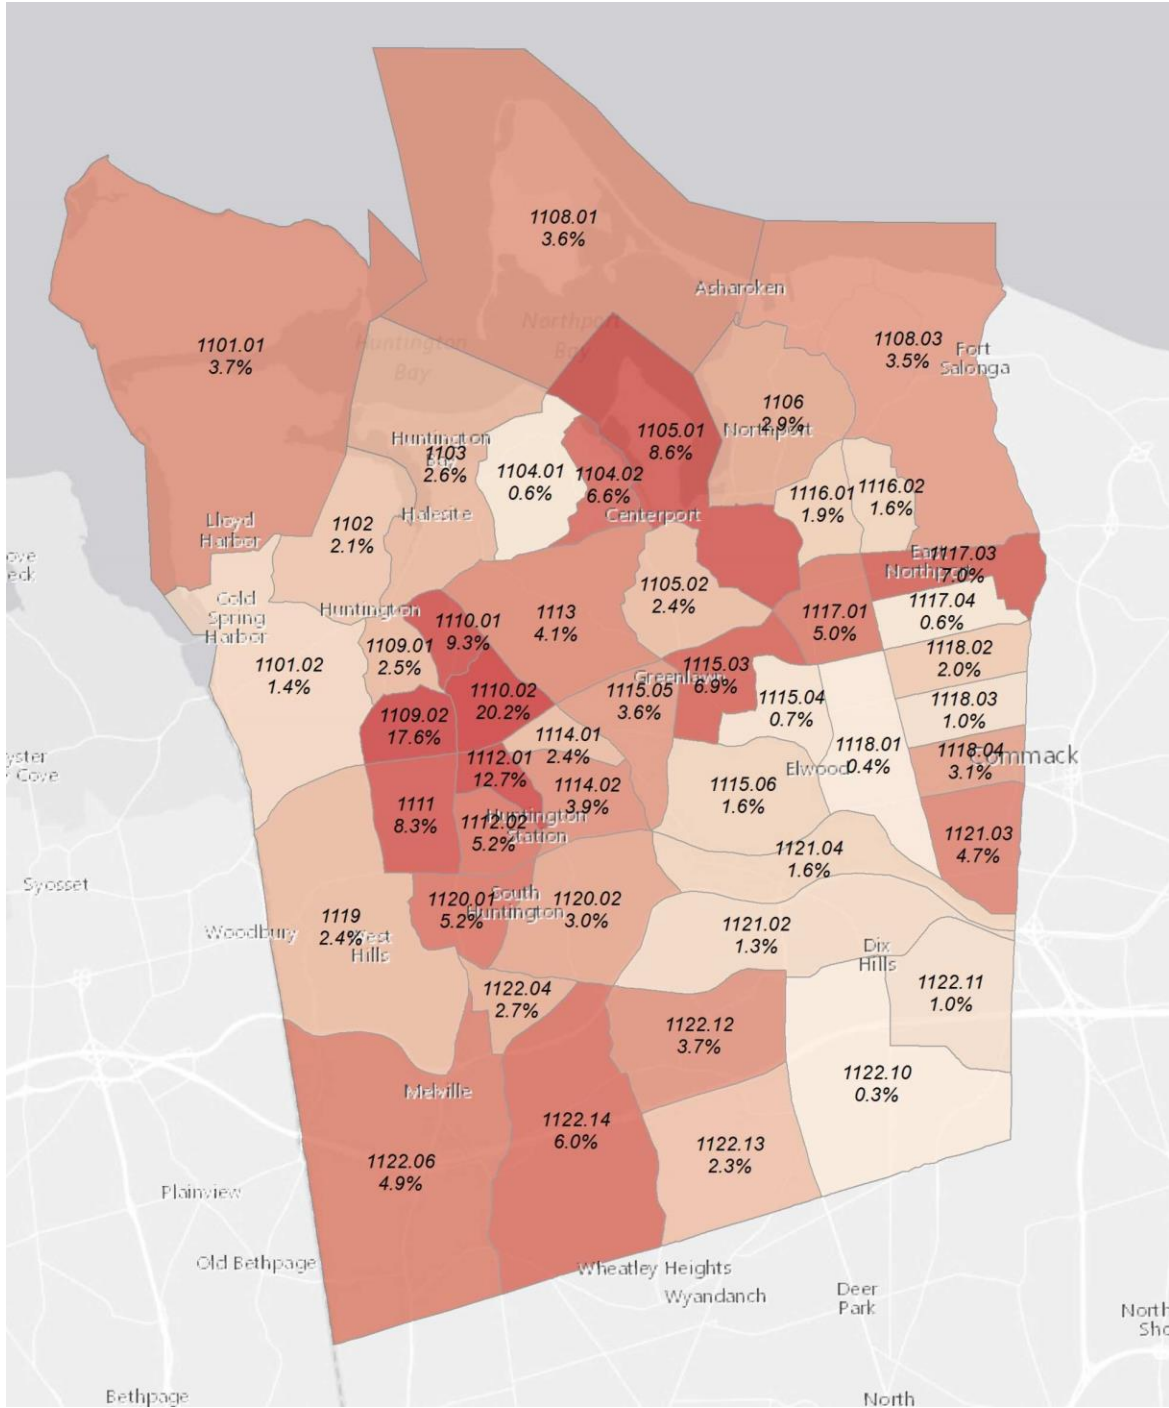 1108.01
3.6%
Asharoken
Northport
Bay
Huntington
Bay
1101.01
3.7%
1108.03
3.5%
Fort
Salonga
1106
2.9%
Northport
1105.01
8.6%
Huntington
Bay
1103
2.6%
1104.01
0.6%
1104.02
6.6%
1116.01
1.9%
1116.02
1.6%
Halesite
Centerport
Lloyd
Harbor
1102
2.1%
East
Northport
1117.03
7.0%
ove
eck
1105.02
2.4%
1117.01
5.0%
1117.04
0.6%
Cold
Spring
Harbor
Huntington
1110.01
9.3%
1113
4.1%
1109.01
2.5%
1101.02
1.4%
1118.02
2.0%
Greenlawn
1115.03
6.9%
1115.05
3.6%
1115.04
0.7%
1118.03
1.0%
1110.02
20.2%
1109.02
17.6%
1114.01
2.4%
1118.01
0.4%
Elwood
1118.04
3.1%
Commack
yster
y Cove
1112.01
12.7%
1114.02
3.9%
1115.06
1.6%
1111
8.3%
1112.02
5.2%
Huntington
Station
1121.03
4.7%
1121.04
1.6%
Syosset
1120.01
5.2%
South
Huntington
1120.02
3.0%
1119
2.4%
West
Hills
Woodbury
1121.02
1.3%
Dix
Hills
1122.04
2.7%
1122.11
1.0%
1122.12
3.7%
Melville
1122.10
0.3%
1122.14
6.0%
1122.13
2.3%
1122.06
4.9%
Plainview
Old Bethpage
Wheatley Heights
Wyandanch
Deer
Park
North
Sho
Bethpage
North